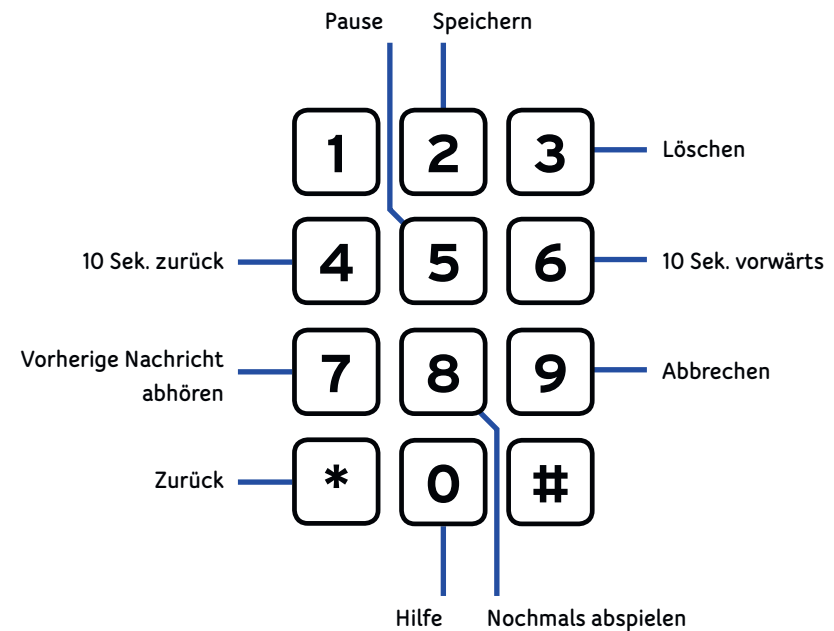 Pause Speichern
1 2 3 Löschen
10 Sek. zurück 4 5 6 10 Sek. vorwärts
Vorherige Nachricht
abhören 7 8 9 Abbrechen
Zurück * 0 #
Hilfe Nochmals abspielen